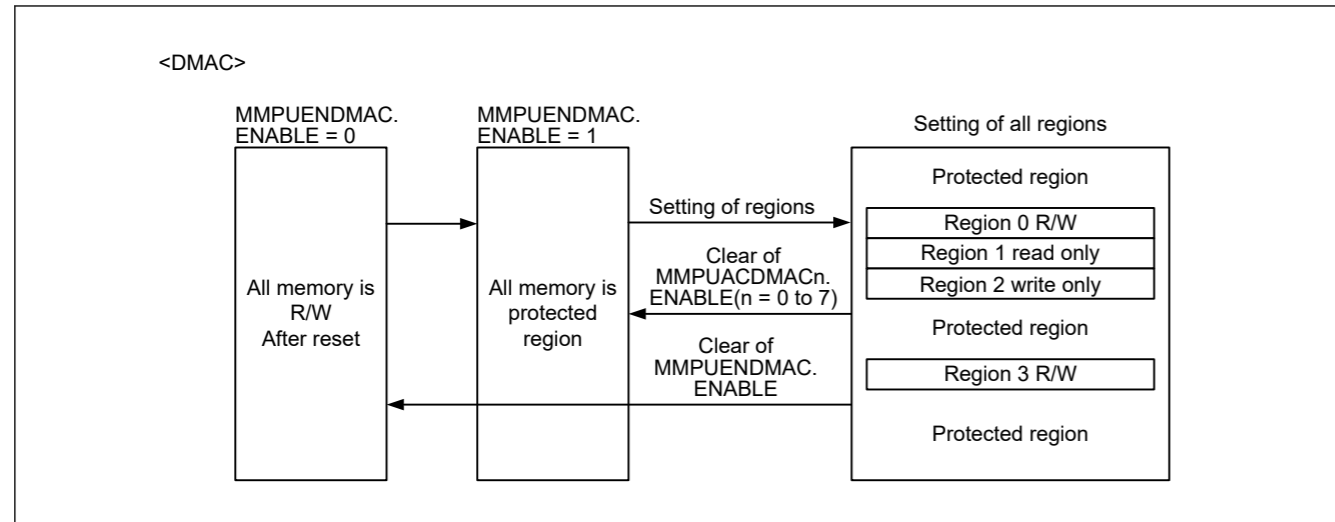 <DMAC>
MMPUENDMAC.
ENABLE = 0
MMPUENDMAC.
ENABLE = 1
Setting of all regions
All memory is
R/W
After reset
All memory is
protected
region
Setting of regions
Clear of
MMPUACDMACn.
ENABLE(n = 0 to 7)
Clear of
MMPUENDMAC.
ENABLE
Protected region
Region 0 R/W
Region 1 read only
Region 2 write only
Protected region
Region 3 R/W
Protected region